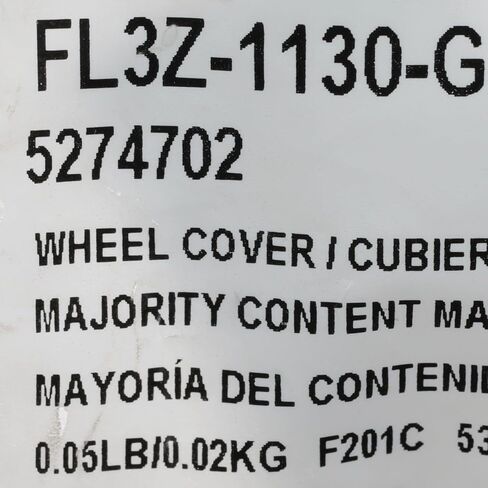 FL3Z-1130-G
5274702
WHEEL COVER / CUBIER
MAJORITY CONTENT MA
MAYORÍA DEL CONTENI
0.05LB/0.02KG F201C 53